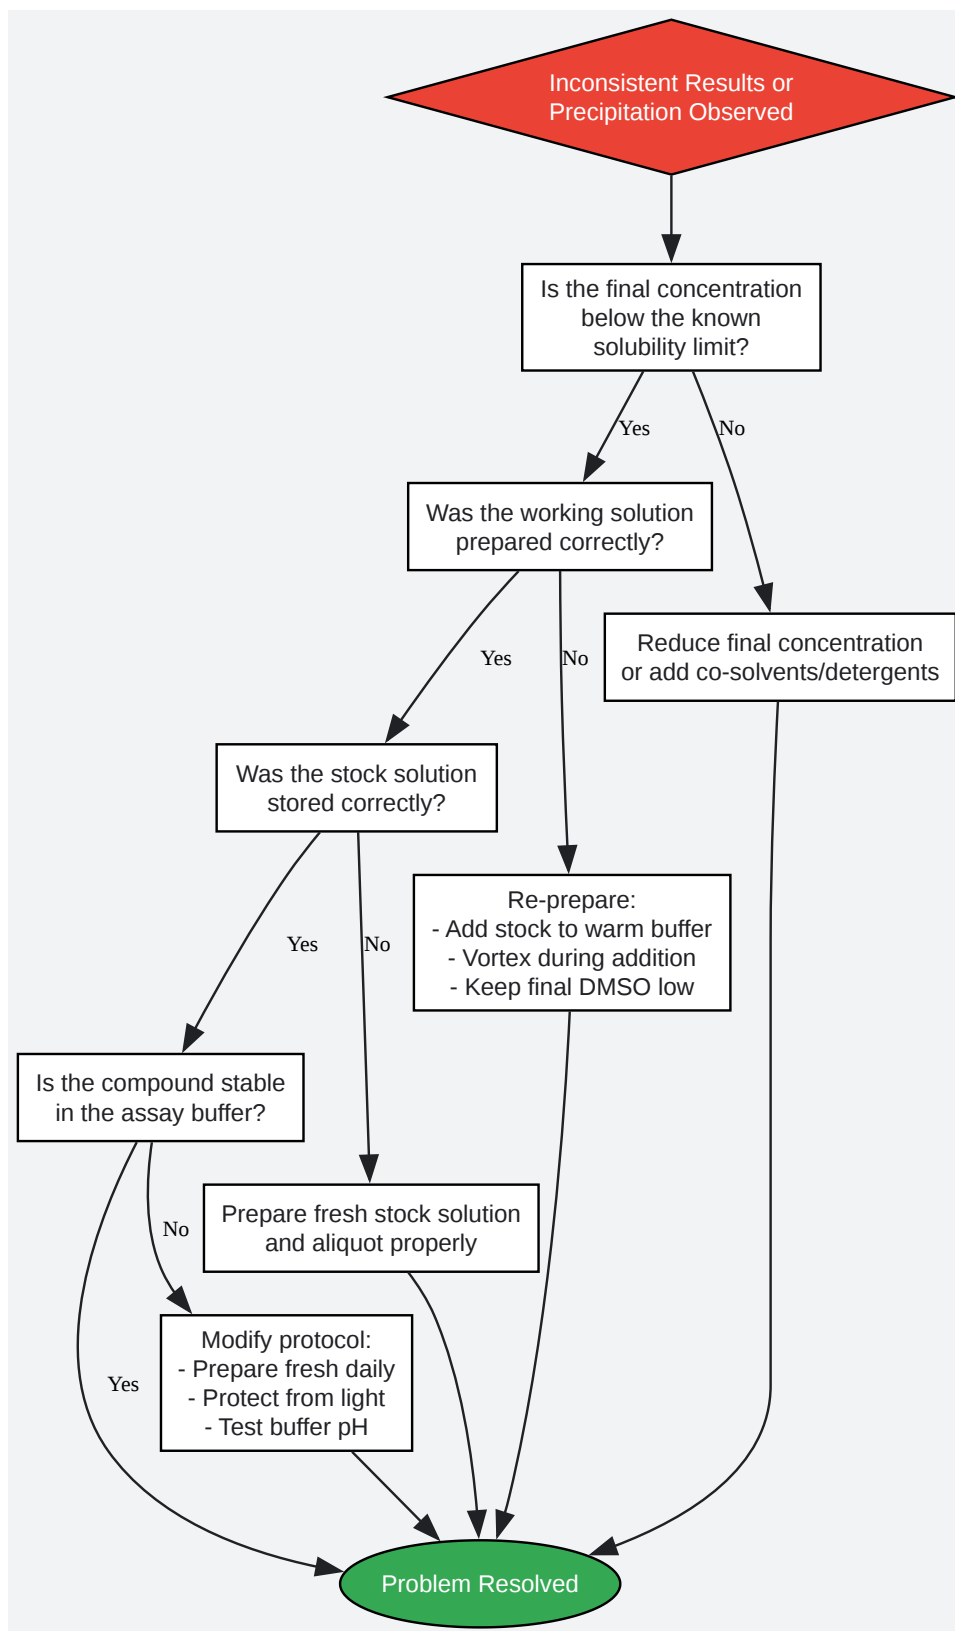 Inconsistent Results or
Precipitation Observed
Is the final concentration
below the known
solubility limit?
Yes
No
Was the working solution
prepared correctly?
Reduce final concentration
or add co-solvents/detergents
Yes
No
Was the stock solution
stored correctly?
Re-prepare:
- Add stock to warm buffer
- Vortex during addition
- Keep final DMSO low
Yes
No
Is the compound stable
in the assay buffer?
Prepare fresh stock solution
and aliquot properly
No
Modify protocol:
- Prepare fresh daily
- Protect from light
- Test buffer pH
Yes
Problem Resolved